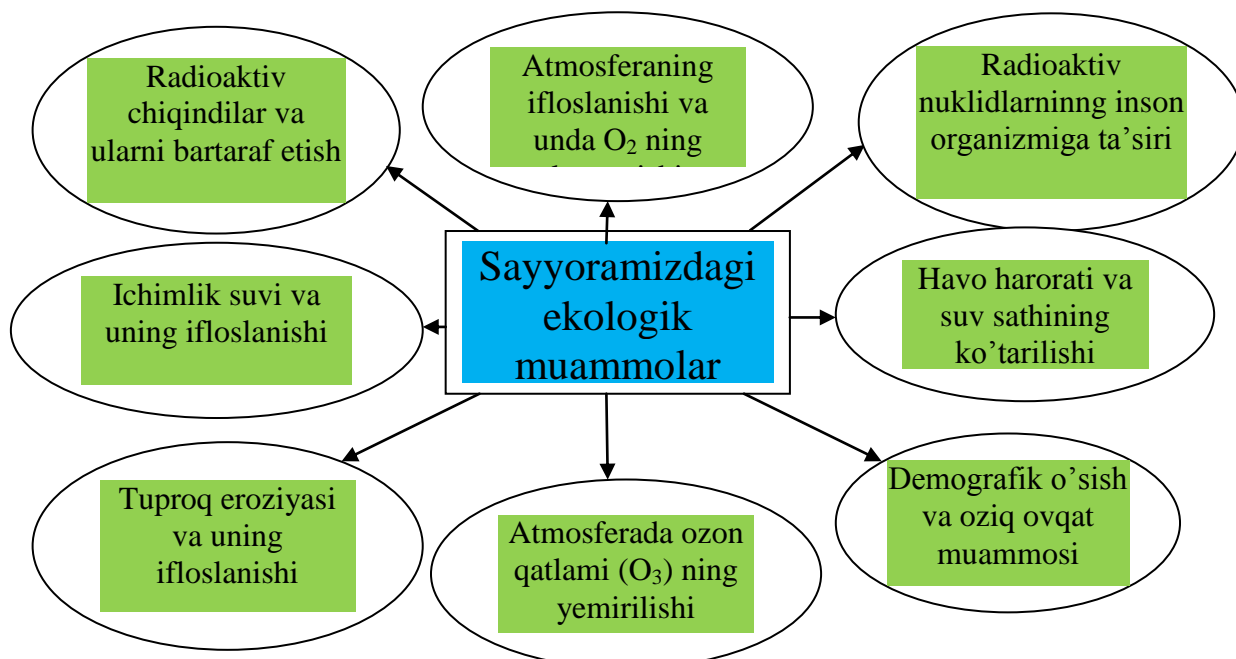 Radioaktiv
chiqindilar va
ularni bartaraf etish
Atmosferaning
ifloslanishi va
unda O₂ ning
Radioaktiv
nuklidlarninng inson
organizmiga ta’siri
Sayyoramizdagi
ekologik
muammolar
Ichimlik suvi va
uning ifloslanishi
Havo harorati va
suv sathining
ko’tarilishi
Tuproq eroziyasi
va uning
ifloslanishi
Atmosferada ozon
qatlami (O₃) ning
yemirilishi
Demografik o’sish
va oziq ovqat
muammosi